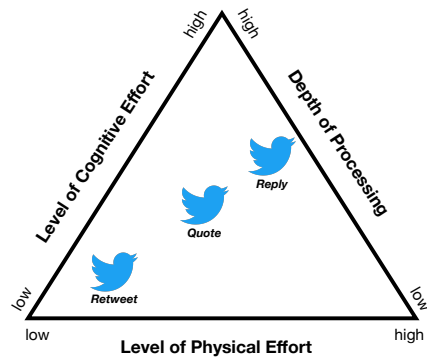 high
high
Level of Cognitive Effort
Depth of Processing
Reply
Quote
Retweet
low
low
low
high
Level of Physical Effort